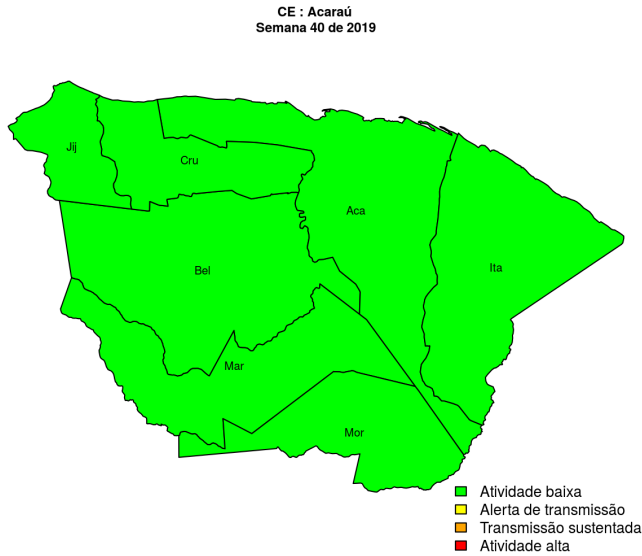 CE : Acaraú
Semana 40 de 2019
Jij
Cru
Aca
Bel
Ita
Mar
Mor
Atividade baixa
Alerta de transmissão
Transmissão sustentada
Atividade alta